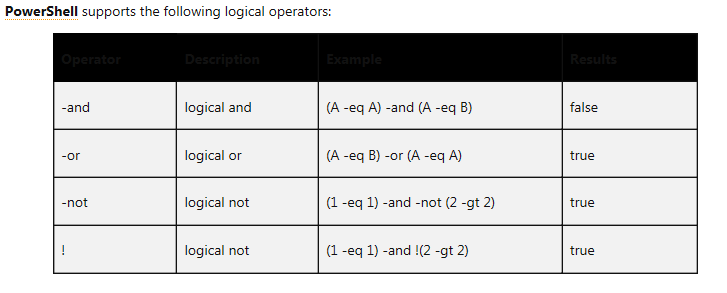 PowerShell supports the following logical operators:
Operator Description Example Results
-and logical and (A -eq A) -and (A -eq B) false
-or logical or (A -eq B) -or (A -eq A) true
-not logical not (1 -eq 1) -and -not (2 -gt 2) true
! logical not (1 -eq 1) -and !(2 -gt 2) true